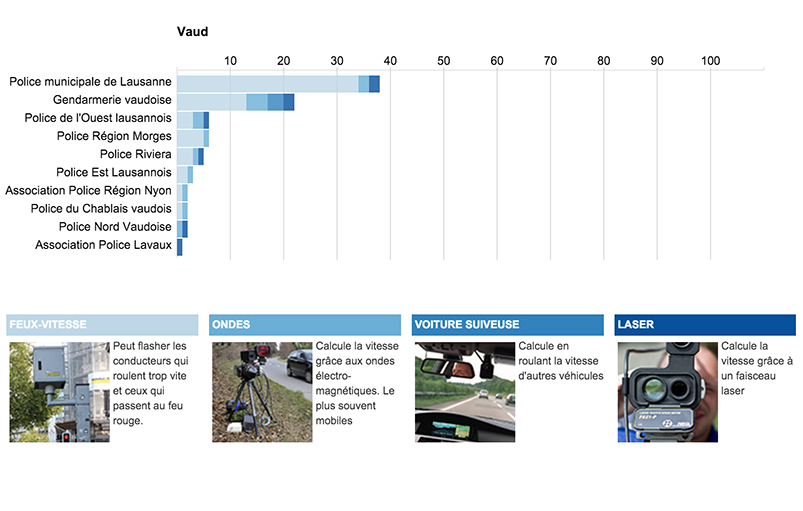 Vaud
10 20 30 40 50 60 70 80 90 100
Police municipale de Lausanne
Gendarmerie vaudoise
Police de l'Ouest lausannois
Police Région Morges
Police Riviera
Police Est Lausannois
Association Police Région Nyon
Police du Chablais vaudois
Police Nord Vaudoise
Association Police Lavaux
FEUX-VITESSE
Peut flasher les
conducteurs qui
roulent trop vite
et ceux qui
passent au feu
rouge.
ONDES
Calcule la vitesse
grâce aux ondes
électro-
magnétiques. Le
plus souvent
mobiles
VOITURE SUIVEUSE
Calcule en
roulant la vitesse
d'autres véhicules
LASER
Calcule la
vitesse grâce à
un faisceau
laser